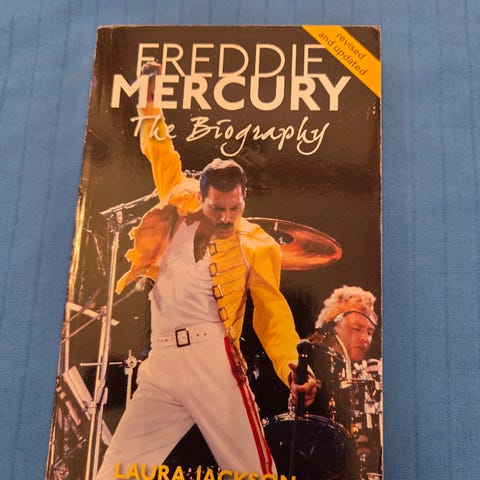 revised
and updated
FREDDIE
MERCURY
The Biography
LAURA JACKSON